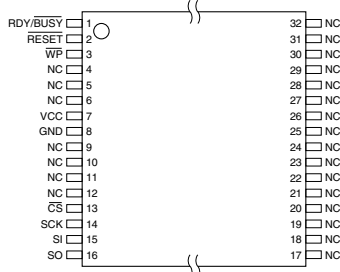 RDY/BUSY 1 32 NC
RESET 2 31 NC
WP 3 30 NC
NC 4 29 NC
NC 5 28 NC
NC 6 27 NC
VCC 7 26 NC
GND 8 25 NC
NC 9 24 NC
NC 10 23 NC
NC 11 22 NC
NC 12 21 NC
CS 13 20 NC
SCK 14 19 NC
SI 15 18 NC
SO 16 17 NC